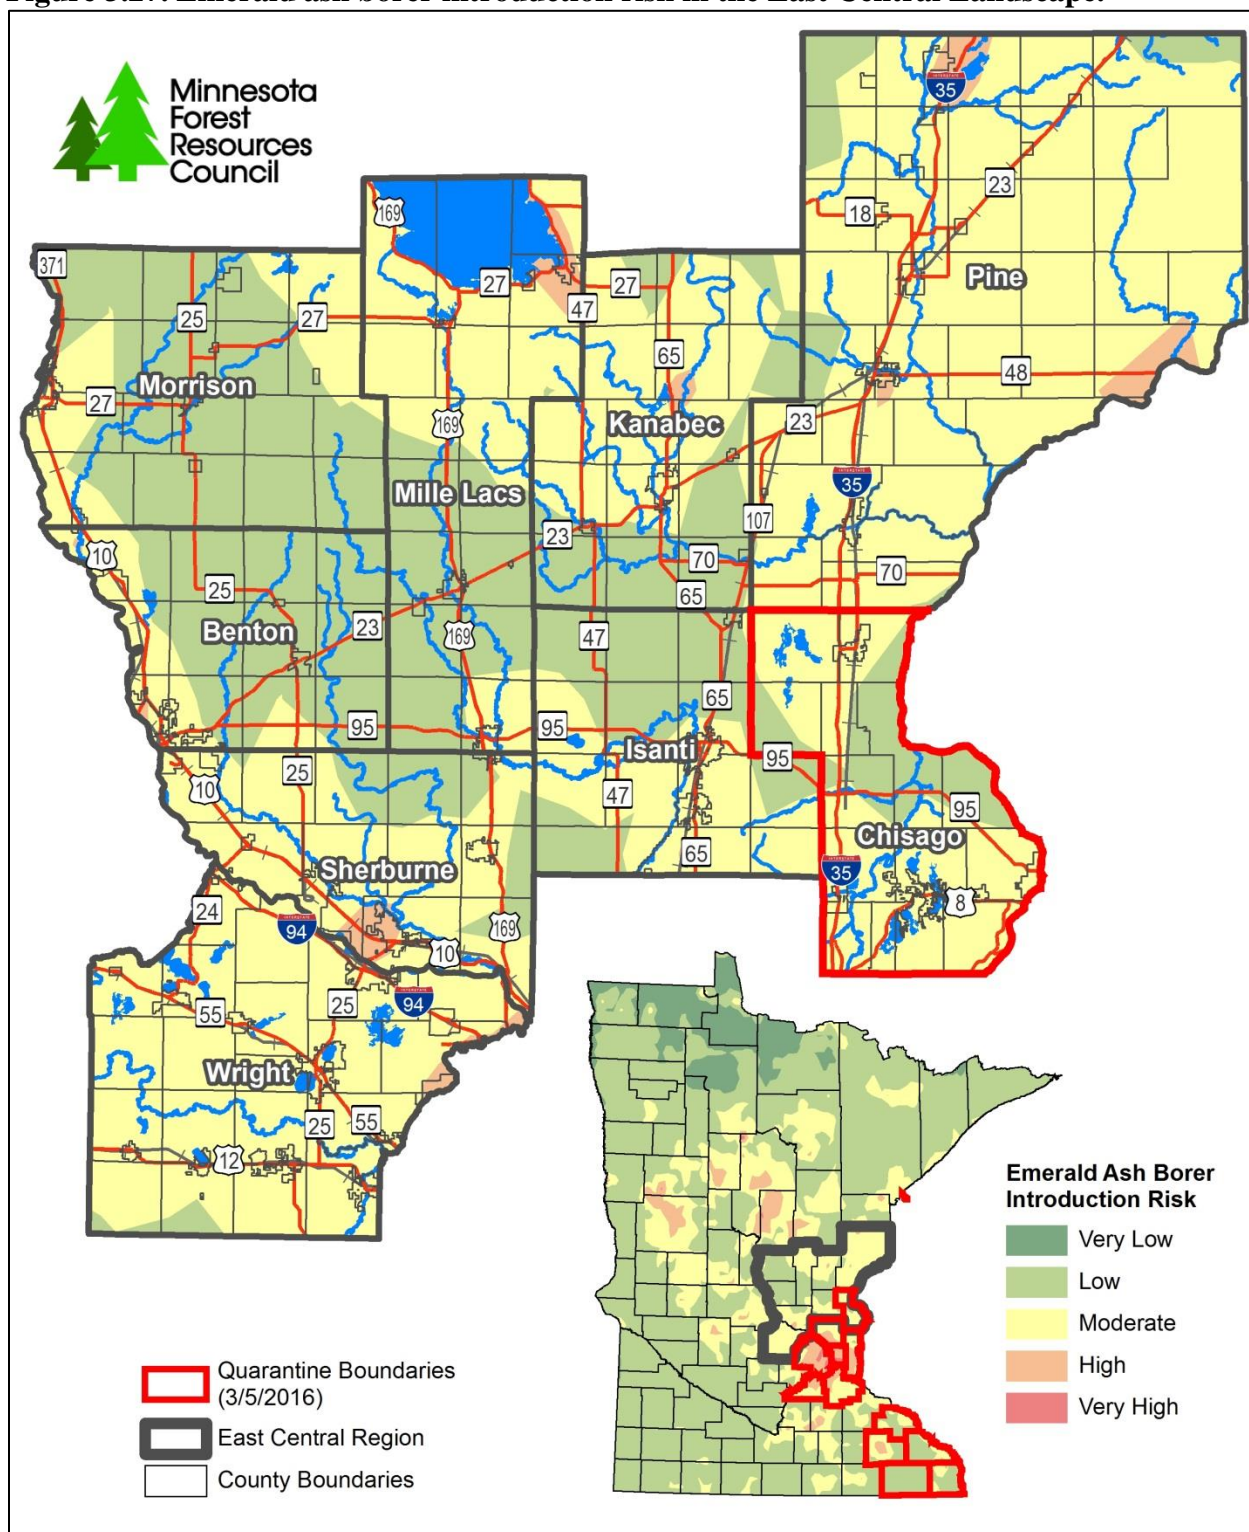 Figure
Emerald ash borer introduction risk in the East Central Landscape.
Minnesota
Forest
Resources
Council
INTERSTATE
35
23
169
18
371
27
27
Pine
25
27
47
65
Morrison
48
27
Kanabec
23
169
Mille Lacs
35
107
23
10
70
70
25
65
Benton
23
169
47
65
95
95
Isanti
95
25
10
47
95
Chisago
65
Sherburne
35
24
8
94
169
10
25
94
55
Wright
55
25
12
Emerald Ash Borer
Introduction Risk
Very Low
Low
Moderate
High
Very High
Quarantine Boundaries
(3/5/2016)
East Central Region
County Boundaries